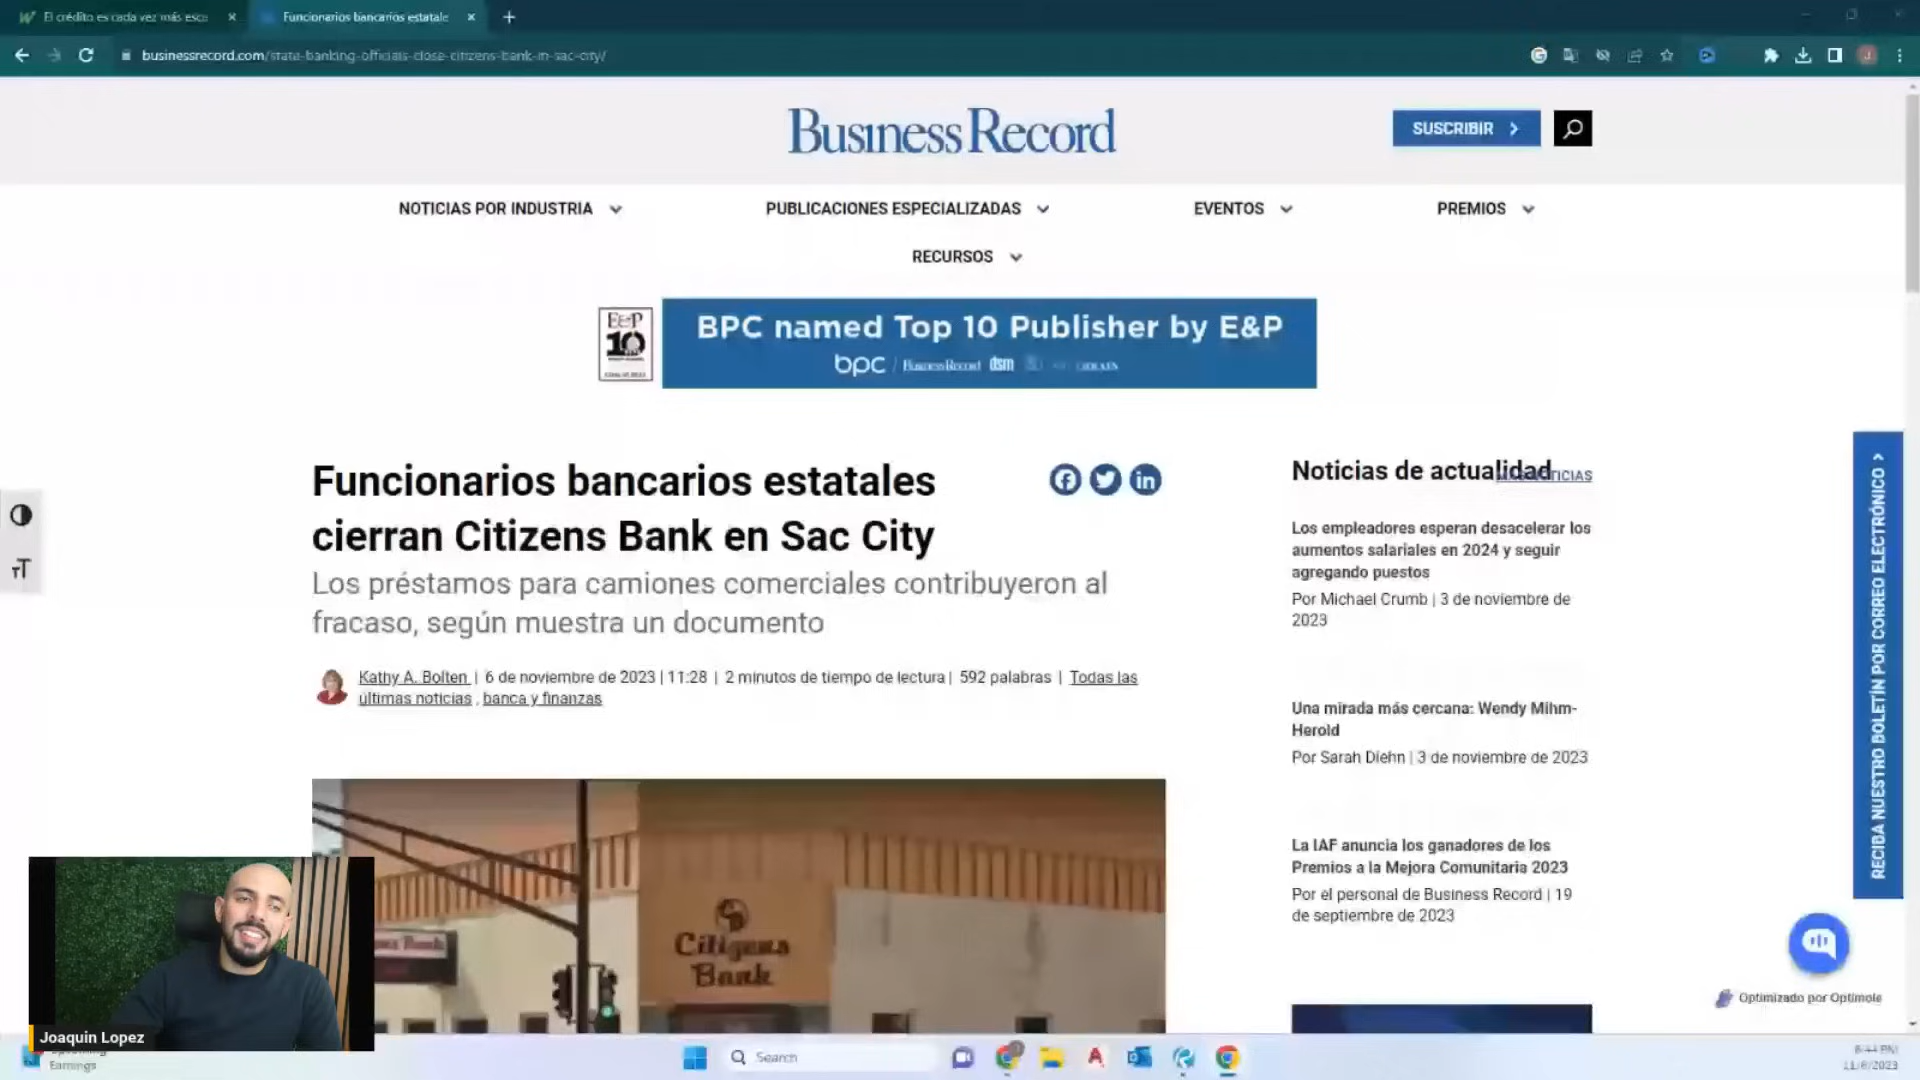 El crédito es cada vez más esca
Funcionarios bancarios estatale
businessrecord.com/state-banking-officials-close-citizens-bank-in-sac-city/
Business Record
SUSCRIBIR
NOTICIAS POR INDUSTRIA
PUBLICACIONES ESPECIALIZADAS
EVENTOS
PREMIOS
RECURSOS
E&P
10
BPC named Top 10 Publisher by E&P
bpc
Business Record
dsm
Funcionarios bancarios estatales
cierran Citizens Bank en Sac City
Los préstamos para camiones comerciales contribuyeron al
fracaso, según muestra un documento
Kathy A. Bolten | 6 de noviembre de 2023 | 11:28 | 2 minutos de tiempo de lectura | 592 palabras | Todas las
últimas noticias , banca y finanzas
Citizens
Bank
Bank
Noticias de actualidad
MÁS NOTICIAS
Los empleadores esperan desacelerar los
aumentos salariales en 2024 y seguir
agregando puestos
Por Michael Crumb | 3 de noviembre de
2023
Una mirada más cercana: Wendy Mihm-
Herold
Por Sarah Diehn | 3 de noviembre de 2023
La IAF anuncia los ganadores de los
Premios a la Mejora Comunitaria 2023
Por el personal de Business Record | 19
de septiembre de 2023
RECIBA NUESTRO BOLETÍN POR CORREO ELECTRÓNICO
Optimizado por Optimole
Joaquin Lopez
Earnings
Search